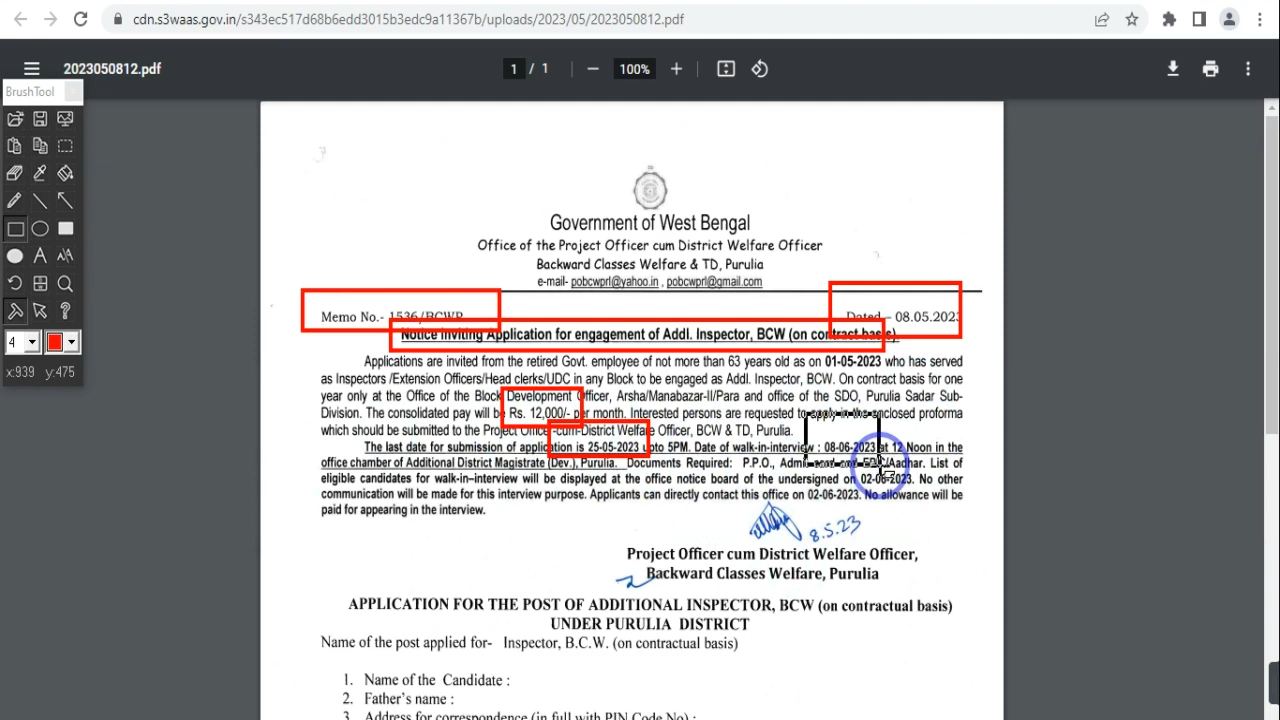 cdn.s3waas.gov.in/s343ec517d68b6edd3015b3edc9a11367b/uploads/2023/05/2023050812.pdf
2023050812.pdf
1 / 1
100%
BrushTool
4
x:939 y:475
Government of West Bengal
Office of the Project Officer cum District Welfare Officer
Backward Classes Welfare & TD, Purulia
e-mail- pobcwprl@yahoo.in , pobcwprl@gmail.com
Memo No.- 1536/BCWP
Dated – 08.05.2023
Notice Inviting Application for engagement of Addl. Inspector, BCW (on contract basis)
Applications are invited from the retired Govt. employee of not more than 63 years old as on 01-05-2023 who has served
as Inspectors /Extension Officers/Head clerks/UDC in any Block to be engaged as Addl. Inspector, BCW. On contract basis for one
year only at the Office of the Block Development Officer, Arsha/Manabazar-II/Para and office of the SDO, Purulia Sadar Sub-
Division. The consolidated pay will be Rs. 12,000/- per month. Interested persons are requested to apply in the enclosed proforma
which should be submitted to the Project Officer-cum-District Welfare Officer, BCW & TD, Purulia.
The last date for submission of application is 25-05-2023 upto 5PM. Date of walk-in-interview : 08-06-2023 at 12 Noon in the
office chamber of Additional District Magistrate (Dev.), Purulia. Documents Required: P.P.O., Admit card and EPIC/Aadhar. List of
eligible candidates for walk-in–interview will be displayed at the office notice board of the undersigned on 02-06-2023. No other
communication will be made for this interview purpose. Applicants can directly contact this office on 02-06-2023. No allowance will be
paid for appearing in the interview.
8.5.23
Project Officer cum District Welfare Officer,
Backward Classes Welfare, Purulia
APPLICATION FOR THE POST OF ADDITIONAL INSPECTOR, BCW (on contractual basis)
UNDER PURULIA DISTRICT
Name of the post applied for- Inspector, B.C.W. (on contractual basis)
1. Name of the Candidate :
2. Father's name :
3. Address for correspondence (in full with PIN Code No) :